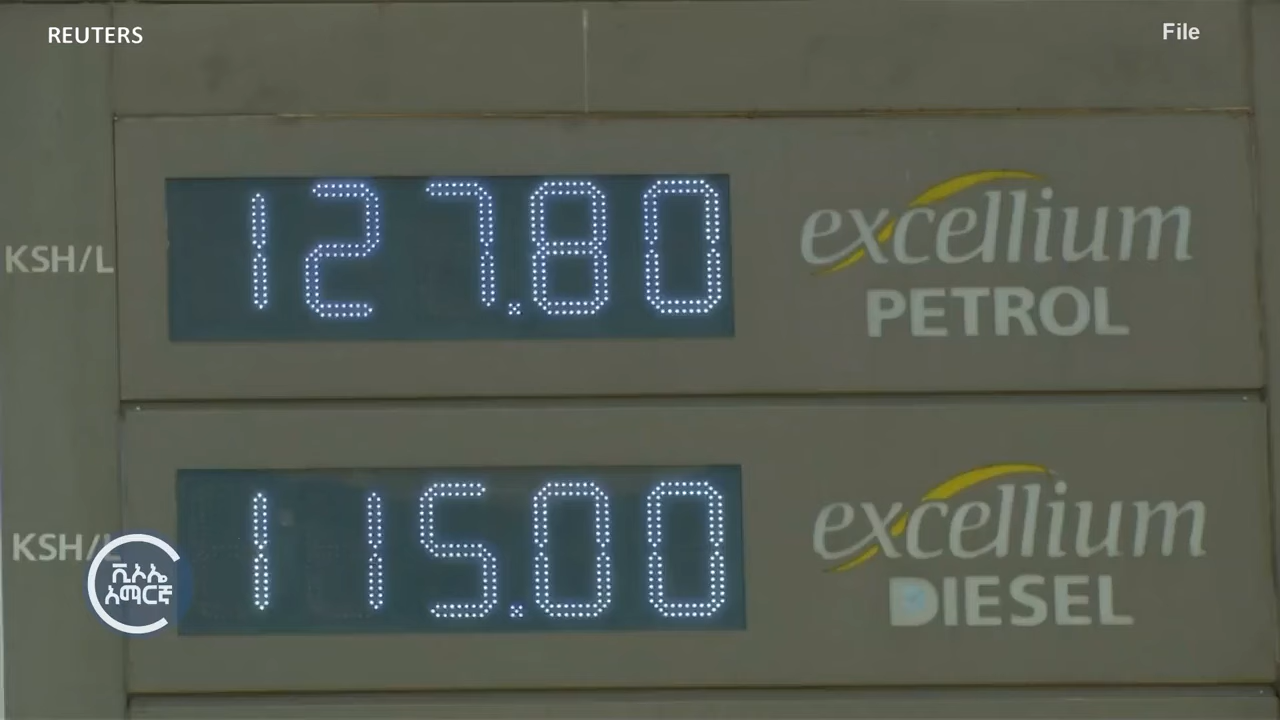 REUTERS
File
KSH/L
127.80
excellium
PETROL
KSH/L
115.00
excellium
DIESEL
ቪኦኤ
አማርኛ